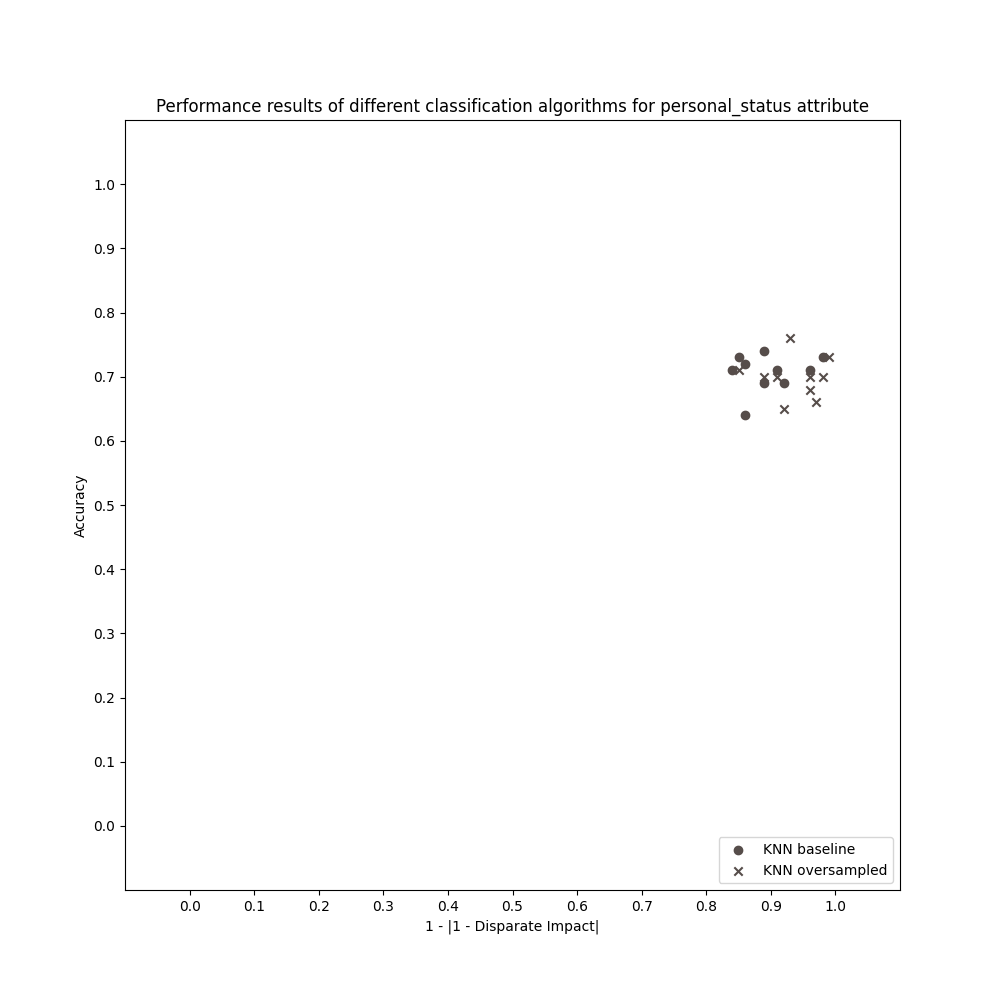 Performance results of different classification algorithms for personal_status attribute
1.0
0.9
0.8
0.7
0.6
0.5
0.4
0.3
0.2
0.1
0.0
Accuracy
KNN baseline
KNN oversampled
0.0 0.1 0.2 0.3 0.4 0.5 0.6 0.7 0.8 0.9 1.0
1 - |1 - Disparate Impact|